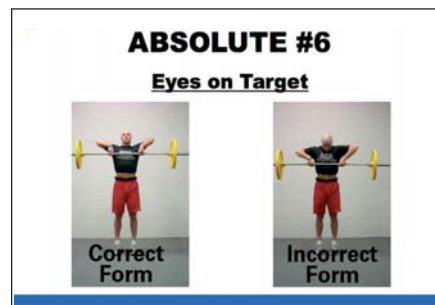 ABSOLUTE #6
Eyes on Target
Correct
Form
Incorrect
Form